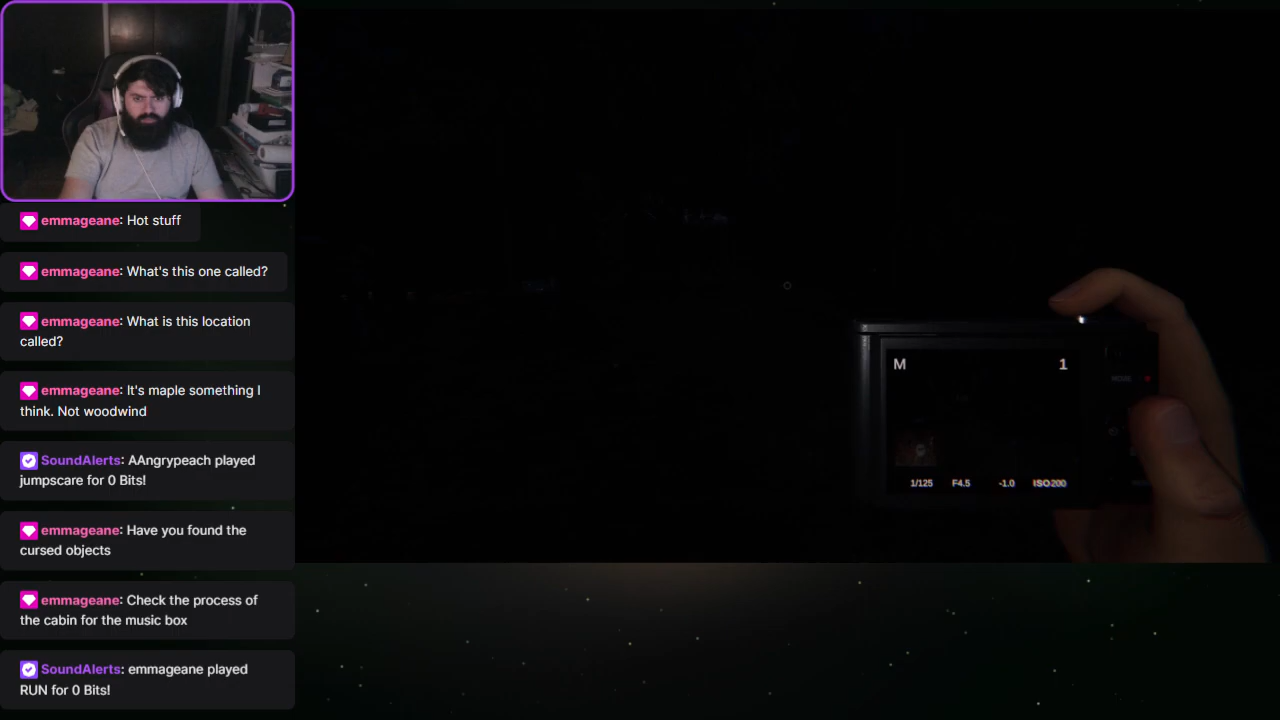 emmageane: Hot stuff
emmageane: What's this one called?
emmageane: What is this location
called?
emmageane: It's maple something I
think. Not woodwind
SoundAlerts: AAngrypeach played
jumpscare for 0 Bits!
emmageane: Have you found the
cursed objects
emmageane: Check the process of
the cabin for the music box
SoundAlerts: emmageane played
RUN for 0 Bits!
M 1
1/125 F4.5 -1.0 ISO200